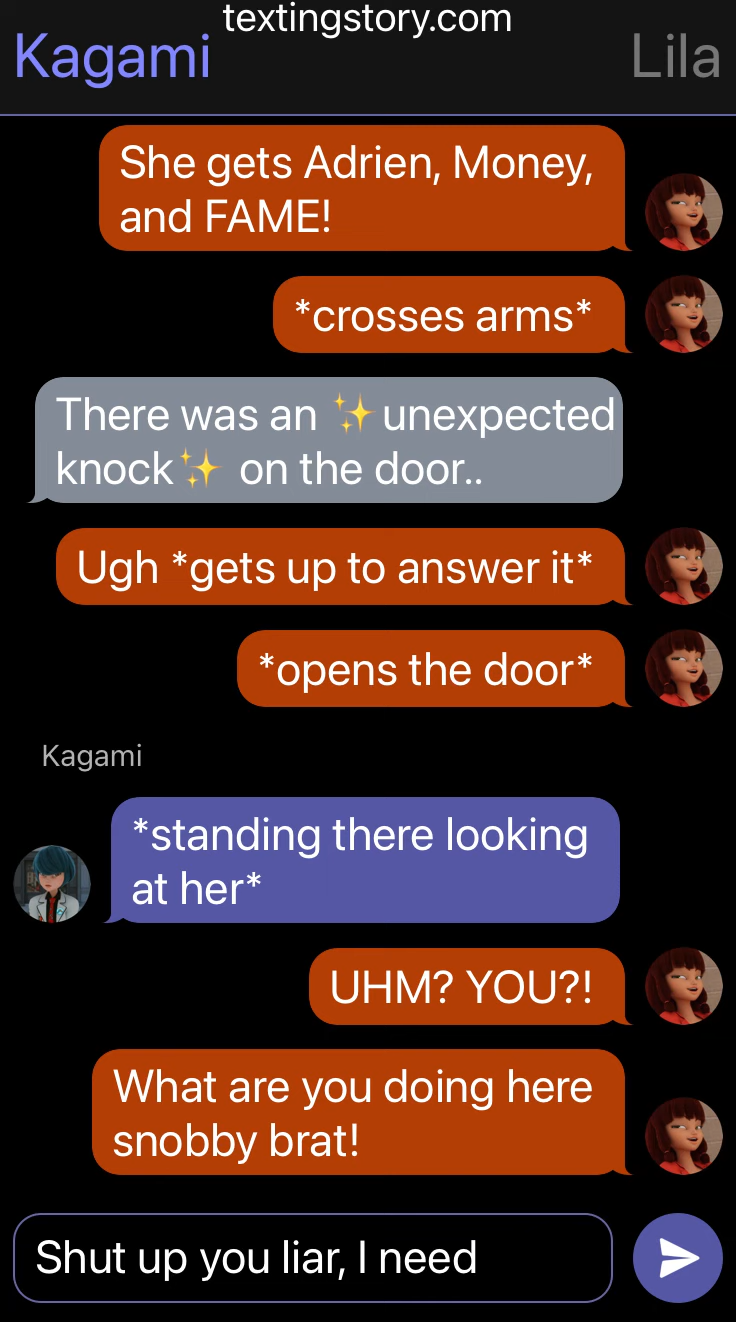 textingstory.com
Kagami
Lila
She gets Adrien, Money,
and FAME!
*crosses arms*
There was an ✨unexpected
knock✨ on the door..
Ugh *gets up to answer it*
*opens the door*
Kagami
*standing there looking
at her*
UHM? YOU?!
What are you doing here
snobby brat!
Shut up you liar, I need